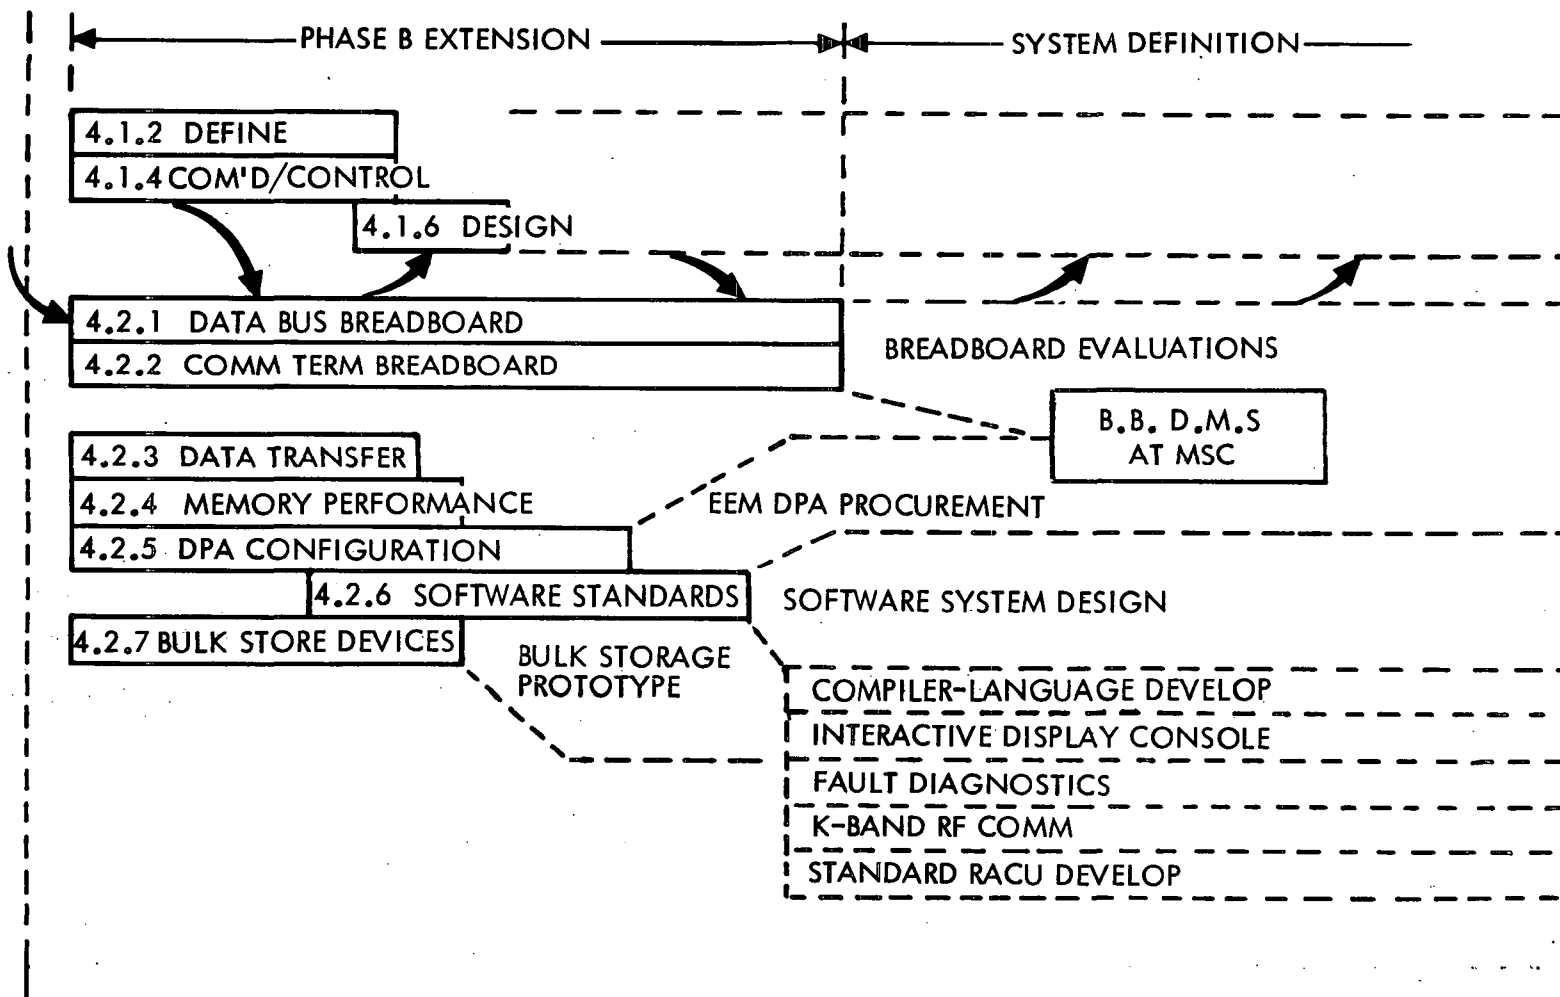 PHASE B EXTENSION
SYSTEM DEFINITION
4.1.2 DEFINE
4.1.4 COM'D/CONTROL
4.1.6 DESIGN
4.2.1 DATA BUS BREADBOARD
4.2.2 COMM TERM BREADBOARD
BREADBOARD EVALUATIONS
B.B. D.M.S
AT MSC
4.2.3 DATA TRANSFER
4.2.4 MEMORY PERFORMANCE
EEM DPA PROCUREMENT
4.2.5 DPA CONFIGURATION
4.2.6 SOFTWARE STANDARDS
SOFTWARE SYSTEM DESIGN
4.2.7 BULK STORE DEVICES
BULK STORAGE
PROTOTYPE
COMPILER-LANGUAGE DEVELOP
INTERACTIVE DISPLAY CONSOLE
FAULT DIAGNOSTICS
K-BAND RF COMM
STANDARD RACU DEVELOP